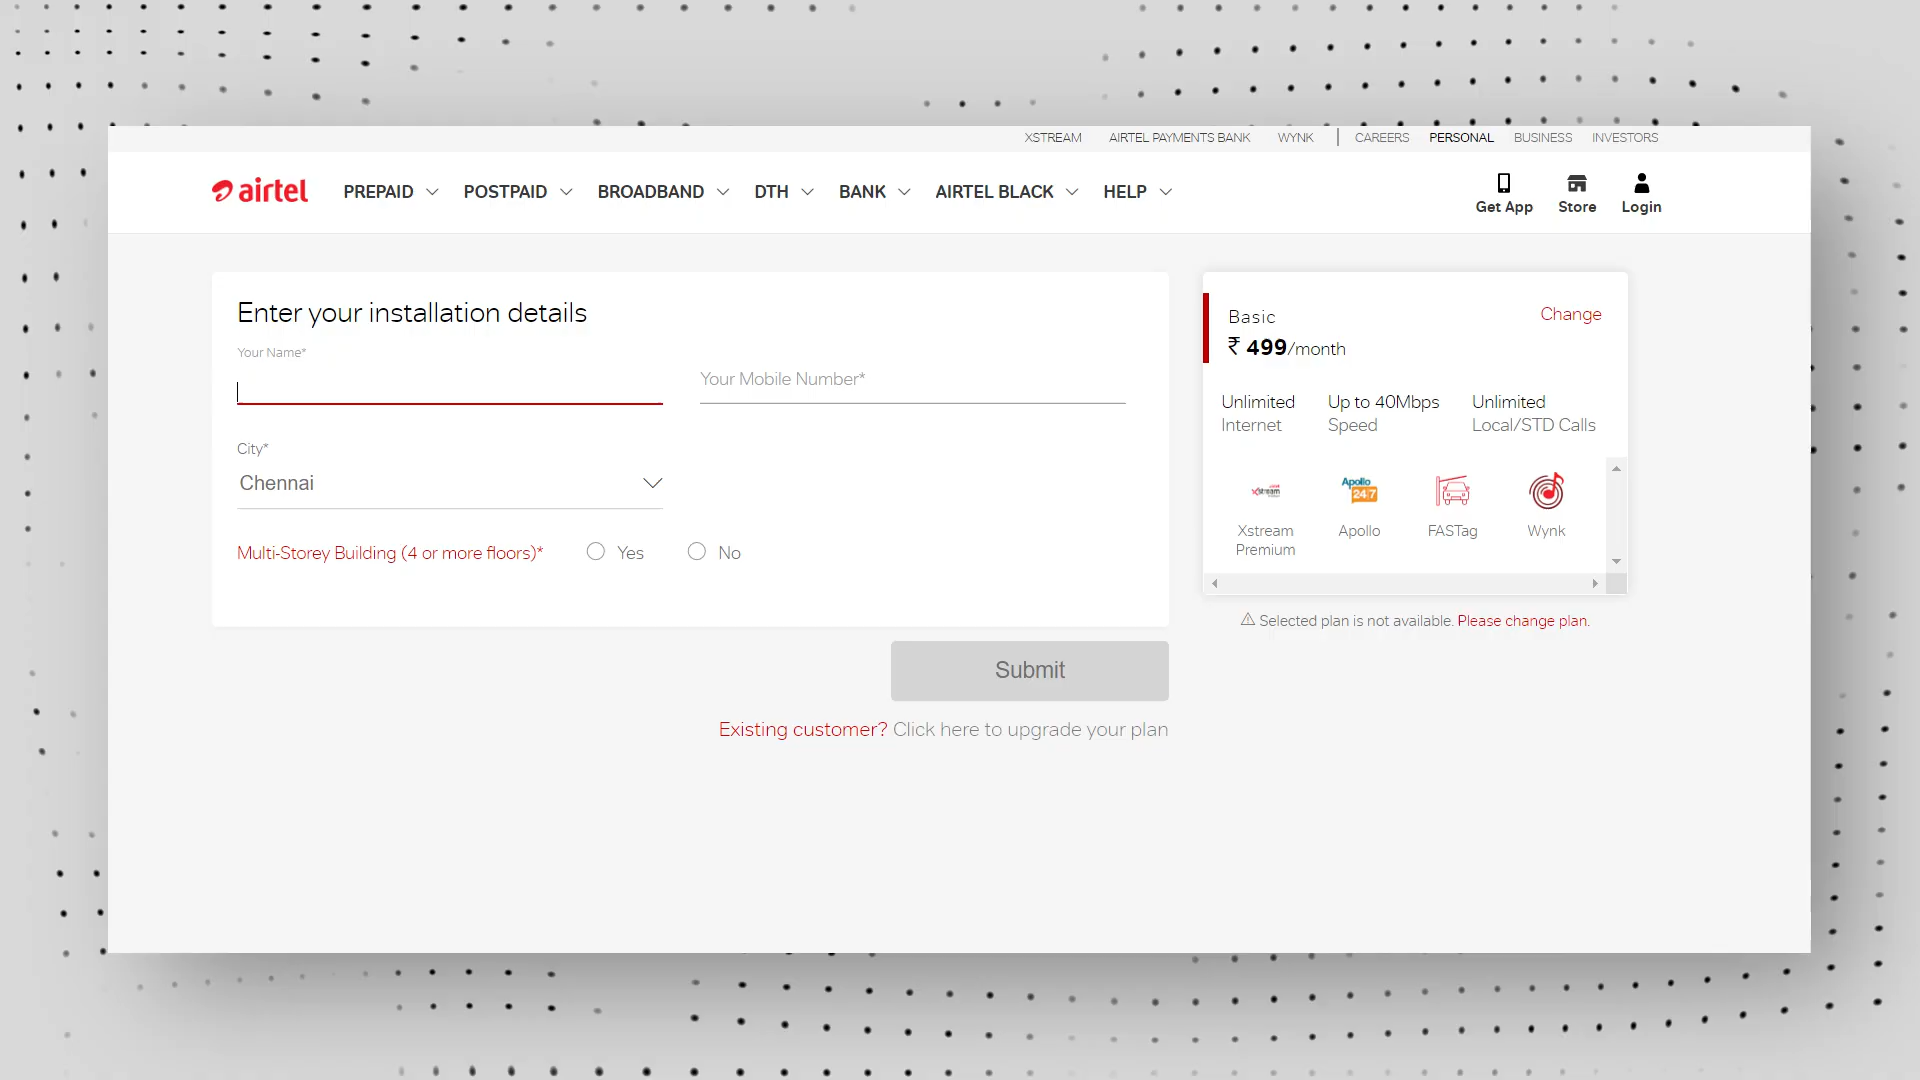 XSTREAM AIRTEL PAYMENTS BANK WYNK | CAREERS PERSONAL BUSINESS INVESTORS
airtel PREPAID POSTPAID BROADBAND DTH BANK AIRTEL BLACK HELP Get App Store Login
Enter your installation details
Your Name*
Your Mobile Number*
City*
Chennai
Multi-Storey Building (4 or more floors)* Yes No
Submit
Existing customer? Click here to upgrade your plan
Basic Change
₹ 499/month
Unlimited Up to 40Mbps Unlimited
Internet Speed Local/STD Calls
xstream Apollo 24/7
Xstream Apollo FASTag Wynk
Premium
Selected plan is not available. Please change plan.